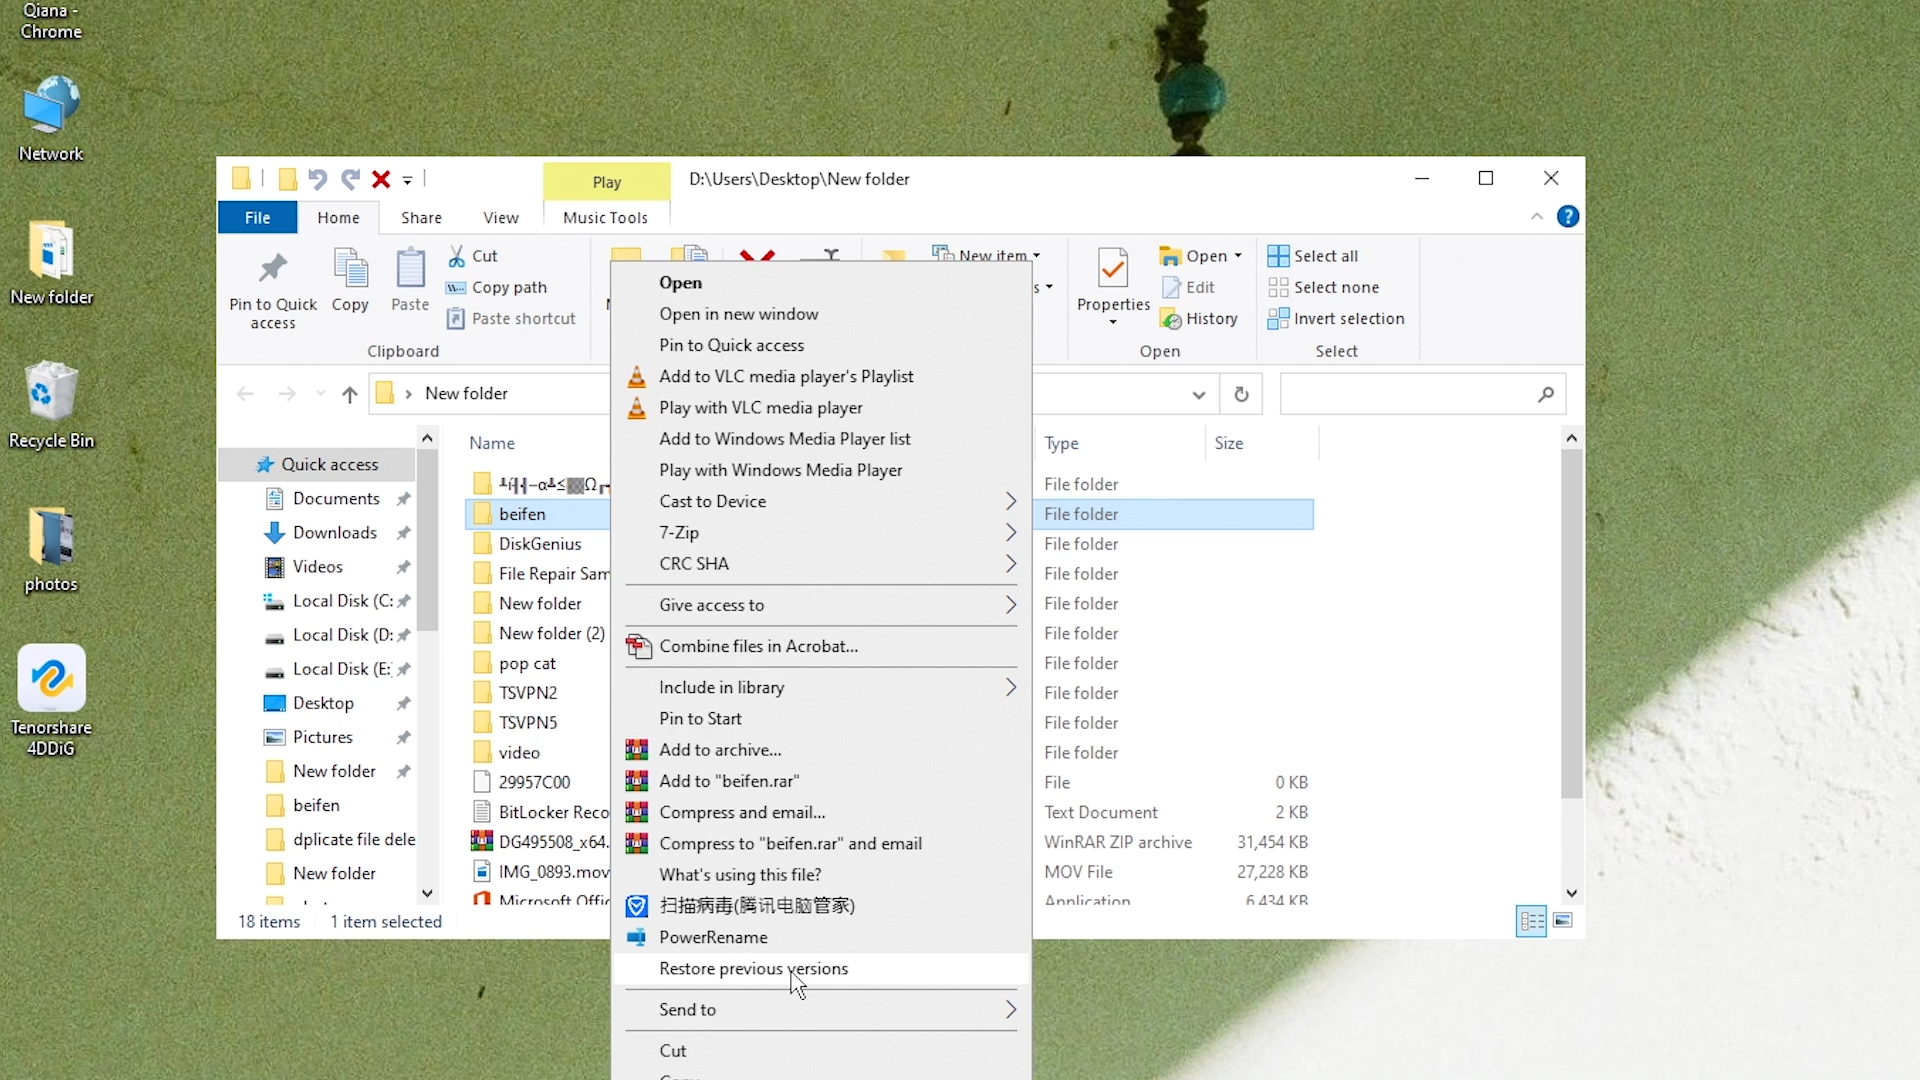 Qiana -
Chrome
Network
New folder
Recycle Bin
photos
Tenorshare
4DDiG
Play
D:\Users\Desktop\New folder
File
Home
Share
View
Music Tools
Pin to Quick
access
Copy
Paste
Cut
Copy path
Paste shortcut
Clipboard
New item
Properties
Open
Edit
History
Open
Select all
Select none
Invert selection
Select
New folder
Quick access
Documents
Downloads
Videos
Local Disk (C:
Local Disk (D:
Local Disk (E:
Desktop
Pictures
New folder
beifen
dplicate file dele
New folder
Name
Type
Size
File folder
beifen
File folder
DiskGenius
File folder
File Repair Sam
File folder
New folder
File folder
New folder (2)
File folder
pop cat
File folder
TSVPN2
File folder
TSVPN5
File folder
video
File folder
29957C00
File
0 KB
BitLocker Reco
Text Document
2 KB
DG495508_x64.
WinRAR ZIP archive
31,454 KB
IMG_0893.mov
MOV File
27,228 KB
Microsoft Offic
Application
6,434 KB
18 items
1 item selected
Open
Open in new window
Pin to Quick access
Add to VLC media player's Playlist
Play with VLC media player
Add to Windows Media Player list
Play with Windows Media Player
Cast to Device
7-Zip
CRC SHA
Give access to
Combine files in Acrobat...
Include in library
Pin to Start
Add to archive...
Add to "beifen.rar"
Compress and email...
Compress to "beifen.rar" and email
What's using this file?
扫描病毒(腾讯电脑管家)
PowerRename
Restore previous versions
Send to
Cut